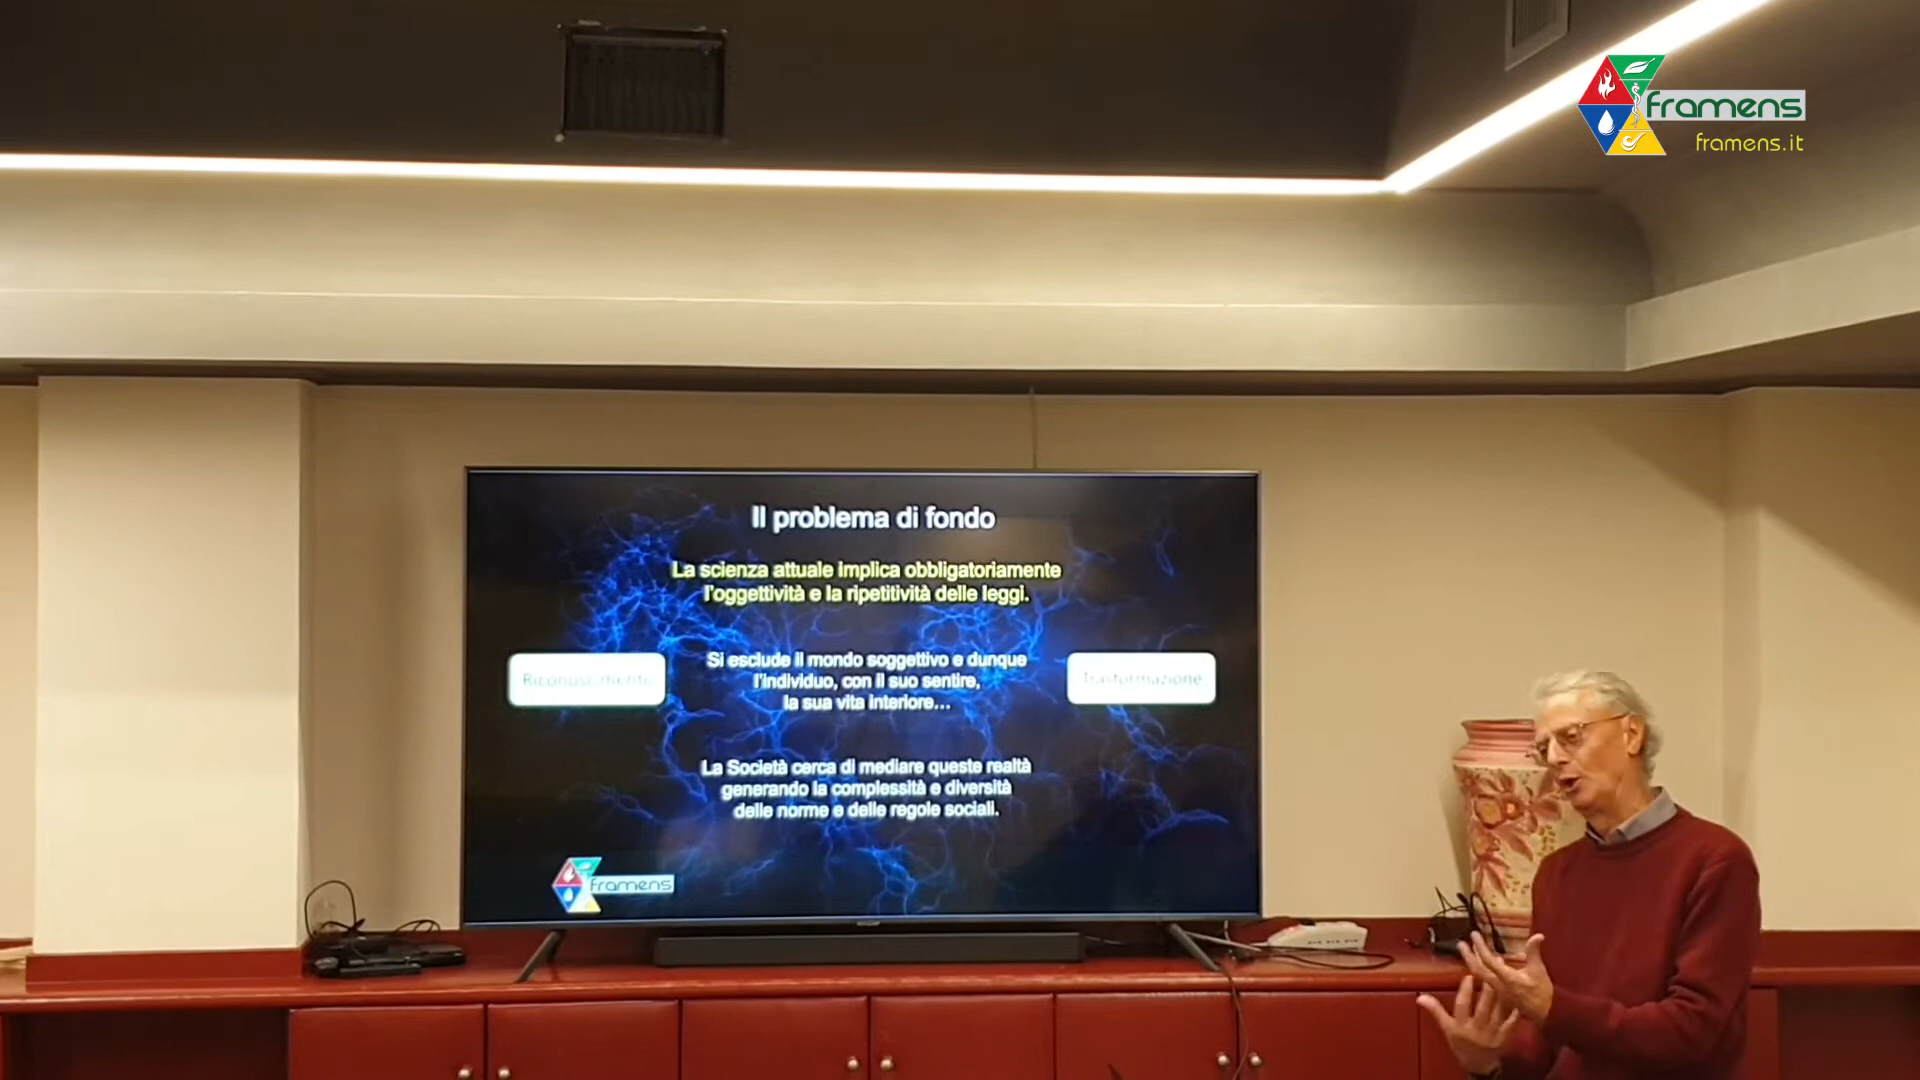 framens
framens.it
Il problema di fondo
La scienza attuale implica obbligatoriamente
l'oggettività e la ripetitività delle leggi.
Riconoscimento
Si esclude il mondo soggettivo e dunque
l'individuo, con il suo sentire,
la sua vita interiore...
Trasformazione
La Società cerca di mediare queste realtà
generando la complessità e diversità
delle norme e delle regole sociali.
framens